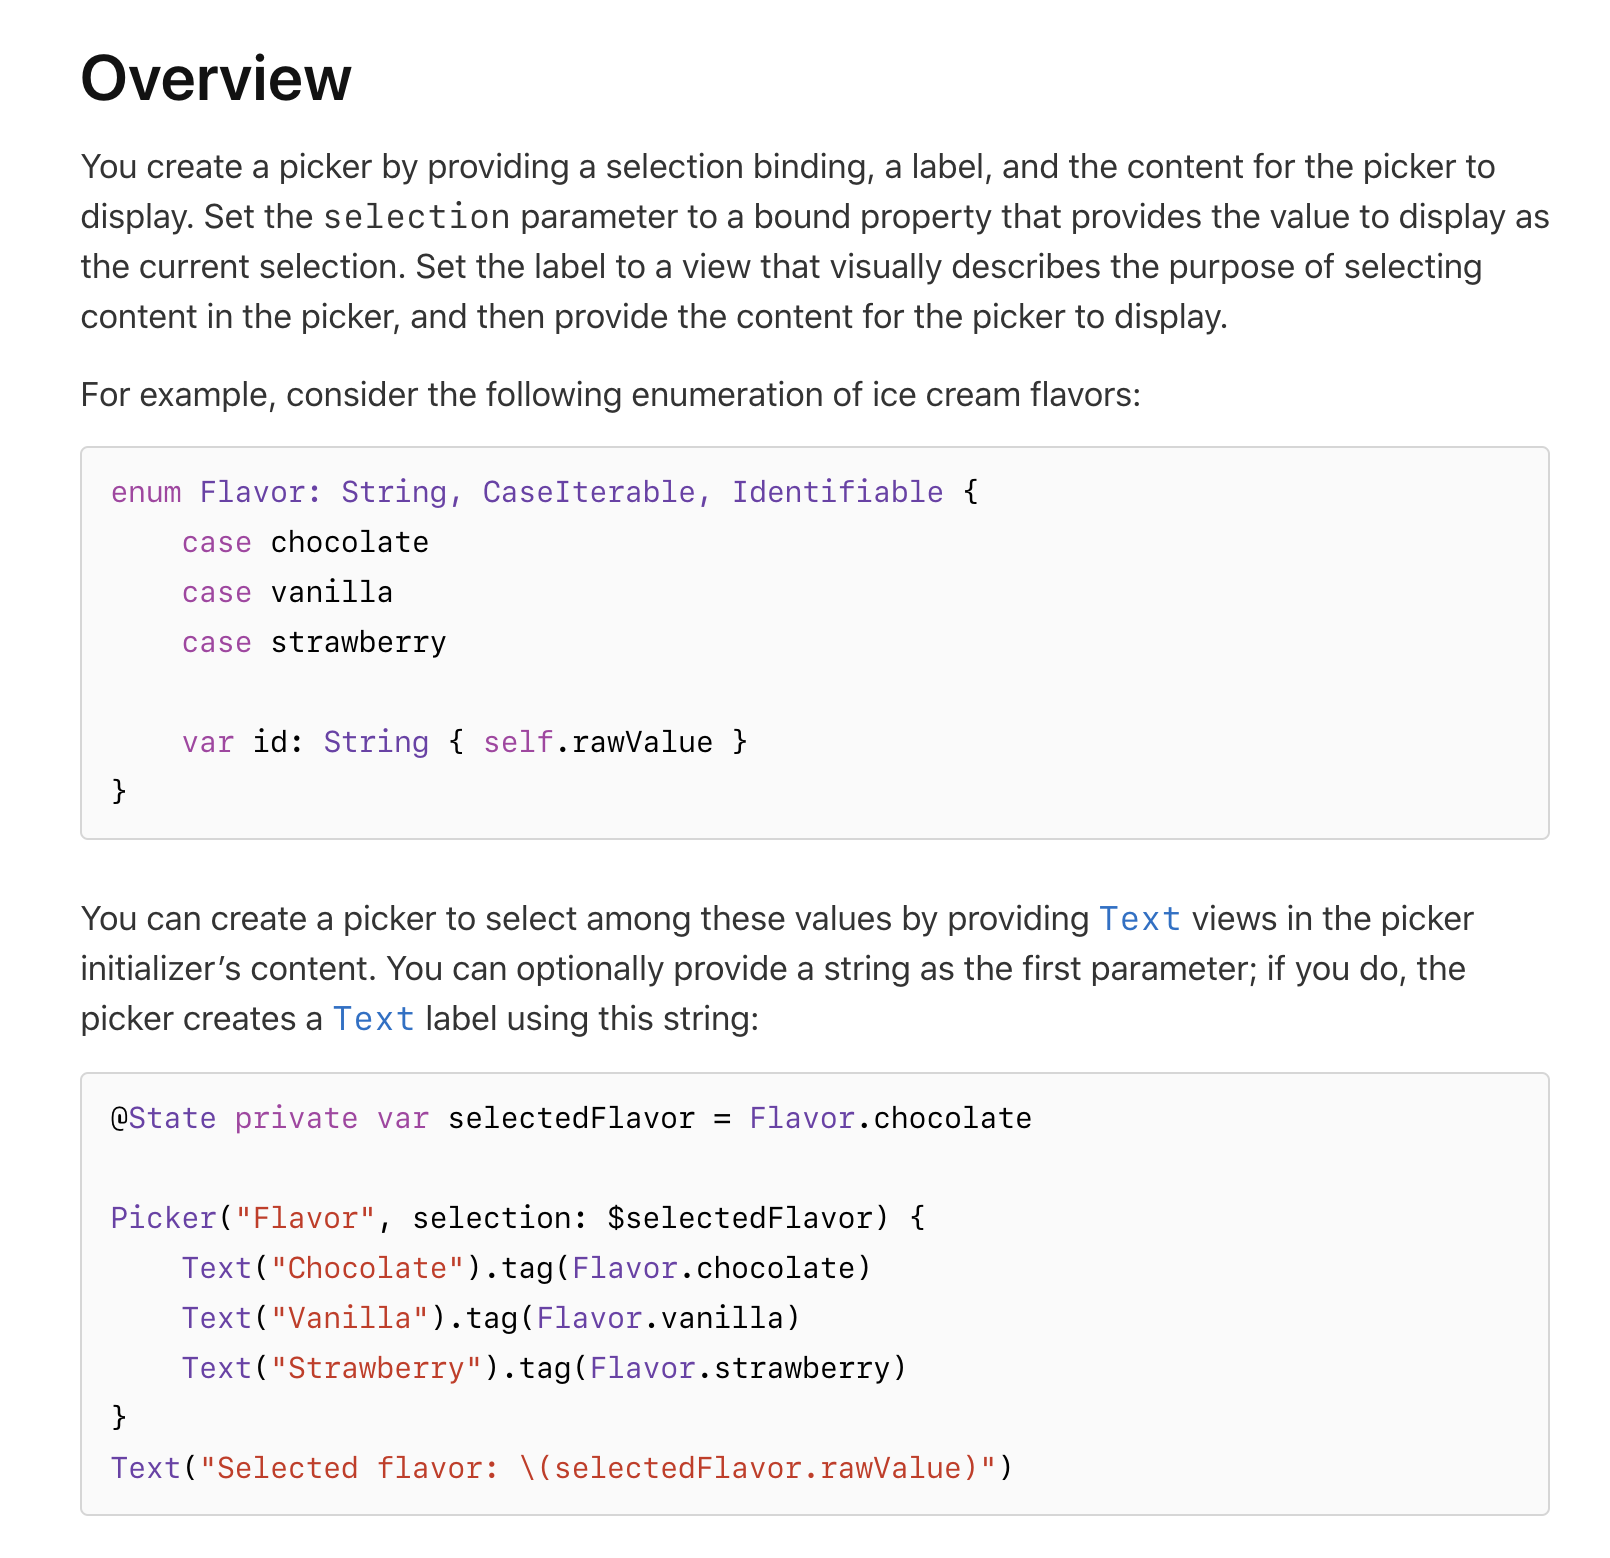 Overview
You create a picker by providing a selection binding, a label, and the content for the picker to
display. Set the selection parameter to a bound property that provides the value to display as
the current selection. Set the label to a view that visually describes the purpose of selecting
content in the picker, and then provide the content for the picker to display.
For example, consider the following enumeration of ice cream flavors:
enum Flavor: String, CaseIterable, Identifiable {
    case chocolate
    case vanilla
    case strawberry
    var id: String { self.rawValue }
}
You can create a picker to select among these values by providing Text views in the picker
initializer’s content. You can optionally provide a string as the first parameter; if you do, the
picker creates a Text label using this string:
@State private var selectedFlavor = Flavor.chocolate
Picker("Flavor", selection: $selectedFlavor) {
    Text("Chocolate").tag(Flavor.chocolate)
    Text("Vanilla").tag(Flavor.vanilla)
    Text("Strawberry").tag(Flavor.strawberry)
}
Text("Selected flavor: \(selectedFlavor.rawValue)")